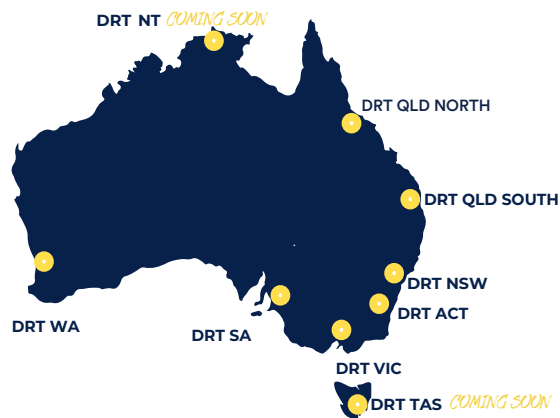 DRT NT COMING SOON
DRT QLD NORTH
DRT QLD SOUTH
DRT NSW
DRT ACT
DRT WA
DRT SA
DRT VIC
DRT TAS COMING SOON